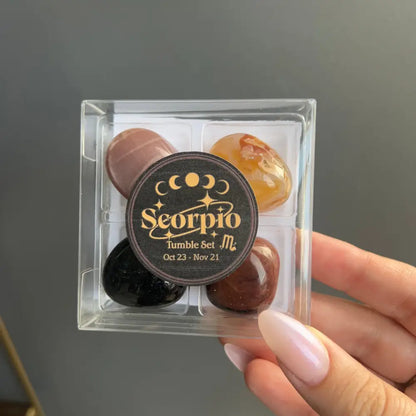 Scorpio
Tumble Set ♏
Oct 23 - Nov 21